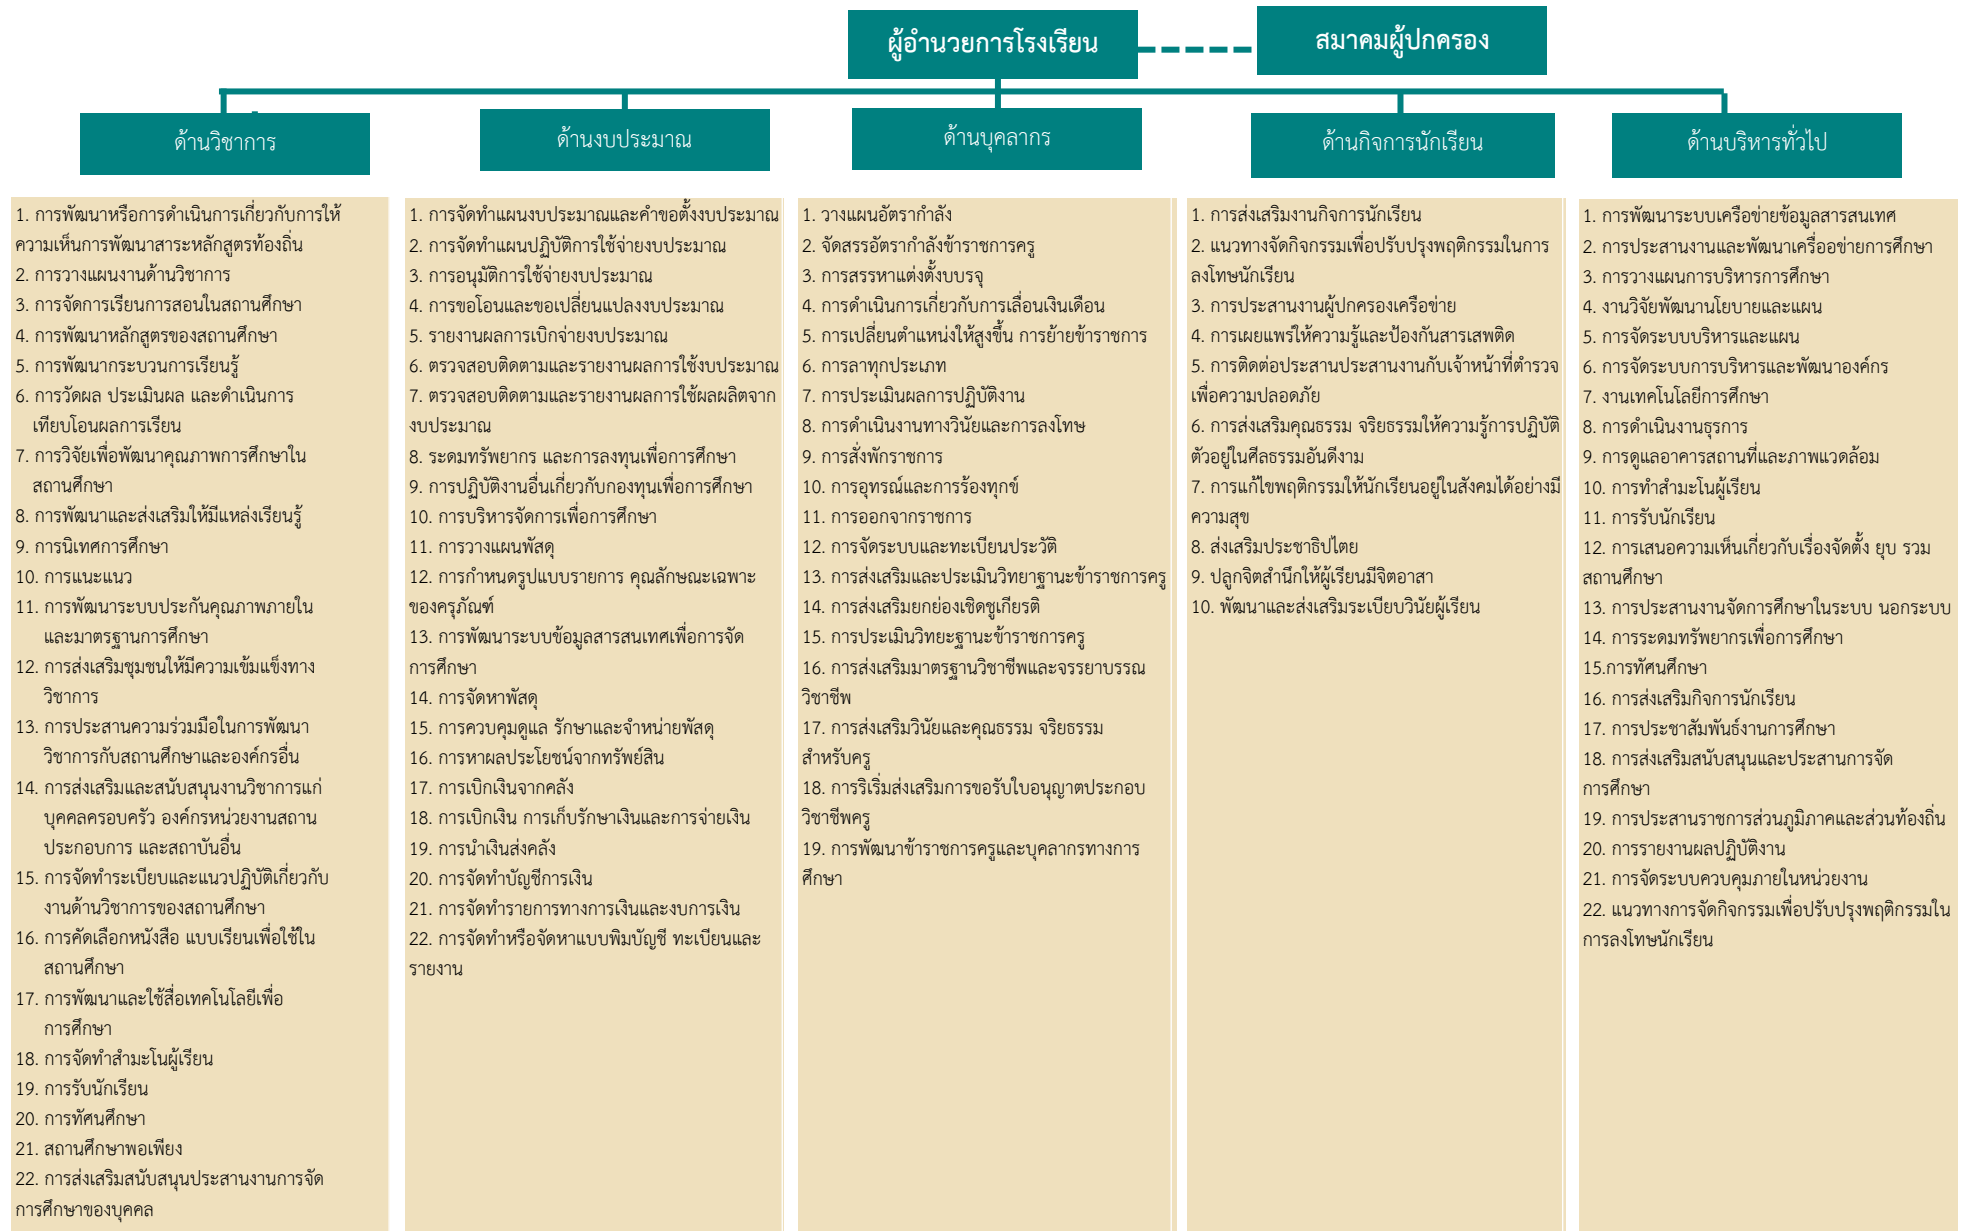 ผู้อำนวยการโรงเรียน
สมาคมผู้ปกครอง
ด้านวิชาการ
ด้านงบประมาณ
ด้านบุคลากร
ด้านกิจการนักเรียน
ด้านบริหารทั่วไป
1. การพัฒนาหรือการดำเนินการเกี่ยวกับการให้
ความเห็นการพัฒนาสาระหลักสูตรท้องถิ่น
2. การวางแผนงานด้านวิชาการ
3. การจัดการเรียนการสอนในสถานศึกษา
4. การพัฒนาหลักสูตรของสถานศึกษา
5. การพัฒนากระบวนการเรียนรู้
6. การวัดผล ประเมินผล และดำเนินการ
เทียบโอนผลการเรียน
7. การวิจัยเพื่อพัฒนาคุณภาพการศึกษาใน
สถานศึกษา
8. การพัฒนาและส่งเสริมให้มีแหล่งเรียนรู้
9. การนิเทศการศึกษา
10. การแนะแนว
11. การพัฒนาระบบประกันคุณภาพภายใน
และมาตรฐานการศึกษา
12. การส่งเสริมชุมชนให้มีความเข้มแข็งทาง
วิชาการ
13. การประสานความร่วมมือในการพัฒนา
วิชาการกับสถานศึกษาและองค์กรอื่น
14. การส่งเสริมและสนับสนุนงานวิชาการแก่
บุคคลครอบครัว องค์กรหน่วยงานสถาน
ประกอบการ และสถาบันอื่น
15. การจัดทำระเบียบและแนวปฏิบัติเกี่ยวกับ
งานด้านวิชาการของสถานศึกษา
16. การคัดเลือกหนังสือ แบบเรียนเพื่อใช้ใน
สถานศึกษา
17. การพัฒนาและใช้สื่อเทคโนโลยีเพื่อ
การศึกษา
18. การจัดทำสำมะโนผู้เรียน
19. การรับนักเรียน
20. การทัศนศึกษา
21. สถานศึกษาพอเพียง
22. การส่งเสริมสนับสนุนประสานงานการจัด
การศึกษาของบุคคล
1. การจัดทำแผนงบประมาณและคำขอตั้งงบประมาณ
2. การจัดทำแผนปฏิบัติการใช้จ่ายงบประมาณ
3. การอนุมัติการใช้จ่ายงบประมาณ
4. การขอโอนและขอเปลี่ยนแปลงงบประมาณ
5. รายงานผลการเบิกจ่ายงบประมาณ
6. ตรวจสอบติดตามและรายงานผลการใช้งบประมาณ
7. ตรวจสอบติดตามและรายงานผลการใช้ผลผลิตจาก
งบประมาณ
8. ระดมทรัพยากร และการลงทุนเพื่อการศึกษา
9. การปฏิบัติงานอื่นเกี่ยวกับกองทุนเพื่อการศึกษา
10. การบริหารจัดการเพื่อการศึกษา
11. การวางแผนพัสดุ
12. การกำหนดรูปแบบรายการ คุณลักษณะเฉพาะ
ของครุภัณฑ์
13. การพัฒนาระบบข้อมูลสารสนเทศเพื่อการจัด
การศึกษา
14. การจัดหาพัสดุ
15. การควบคุมดูแล รักษาและจำหน่ายพัสดุ
16. การหาผลประโยชน์จากทรัพย์สิน
17. การเบิกเงินจากคลัง
18. การเบิกเงิน การเก็บรักษาเงินและการจ่ายเงิน
19. การนำเงินส่งคลัง
20. การจัดทำบัญชีการเงิน
21. การจัดทำรายการทางการเงินและงบการเงิน
22. การจัดทำหรือจัดหาแบบพิมบัญชี ทะเบียนและ
รายงาน
1. วางแผนอัตรากำลัง
2. จัดสรรอัตรากำลังข้าราชการครู
3. การสรรหาแต่งตั้งบบรจุ
4. การดำเนินการเกี่ยวกับการเลื่อนเงินเดือน
5. การเปลี่ยนตำแหน่งให้สูงขึ้น การย้ายข้าราชการ
6. การลาทุกประเภท
7. การประเมินผลการปฏิบัติงาน
8. การดำเนินงานทางวินัยและการลงโทษ
9. การสั่งพักราชการ
10. การอุทรณ์และการร้องทุกข์
11. การออกจากราชการ
12. การจัดระบบและทะเบียนประวัติ
13. การส่งเสริมและประเมินวิทยาฐานะข้าราชการครู
14. การส่งเสริมยกย่องเชิดชูเกียรติ
15. การประเมินวิทยะฐานะข้าราชการครู
16. การส่งเสริมมาตรฐานวิชาชีพและจรรยาบรรณ
วิชาชีพ
17. การส่งเสริมวินัยและคุณธรรม จริยธรรม
สำหรับครู
18. การริเริ่มส่งเสริมการขอรับใบอนุญาตประกอบ
วิชาชีพครู
19. การพัฒนาข้าราชการครูและบุคลากรทางการ
ศึกษา
1. การส่งเสริมงานกิจการนักเรียน
2. แนวทางจัดกิจกรรมเพื่อปรับปรุงพฤติกรรมในการ
ลงโทษนักเรียน
3. การประสานงานผู้ปกครองเครือข่าย
4. การเผยแพร่ให้ความรู้และป้องกันสารเสพติด
5. การติดต่อประสานประสานงานกับเจ้าหน้าที่ตำรวจ
เพื่อความปลอดภัย
6. การส่งเสริมคุณธรรม จริยธรรมให้ความรู้การปฏิบัติ
ตัวอยู่ในศีลธรรมอันดีงาม
7. การแก้ไขพฤติกรรมให้นักเรียนอยู่ในสังคมได้อย่างมี
ความสุข
8. ส่งเสริมประชาธิปไตย
9. ปลูกจิตสำนึกให้ผู้เรียนมีจิตอาสา
10. พัฒนาและส่งเสริมระเบียบวินัยผู้เรียน
1. การพัฒนาระบบเครือข่ายข้อมูลสารสนเทศ
2. การประสานงานและพัฒนาเครื่ออข่ายการศึกษา
3. การวางแผนการบริหารการศึกษา
4. งานวิจัยพัฒนานโยบายและแผน
5. การจัดระบบบริหารและแผน
6. การจัดระบบการบริหารและพัฒนาองค์กร
7. งานเทคโนโลยีการศึกษา
8. การดำเนินงานธุรการ
9. การดูแลอาคารสถานที่และภาพแวดล้อม
10. การทำสำมะโนผู้เรียน
11. การรับนักเรียน
12. การเสนอความเห็นเกี่ยวกับเรื่องจัดตั้ง ยุบ รวม
สถานศึกษา
13. การประสานงานจัดการศึกษาในระบบ นอกระบบ
14. การระดมทรัพยากรเพื่อการศึกษา
15.การทัศนศึกษา
16. การส่งเสริมกิจการนักเรียน
17. การประชาสัมพันธ์งานการศึกษา
18. การส่งเสริมสนับสนุนและประสานการจัด
การศึกษา
19. การประสานราชการส่วนภูมิภาคและส่วนท้องถิ่น
20. การรายงานผลปฏิบัติงาน
21. การจัดระบบควบคุมภายในหน่วยงาน
22. แนวทางการจัดกิจกรรมเพื่อปรับปรุงพฤติกรรมใน
การลงโทษนักเรียน